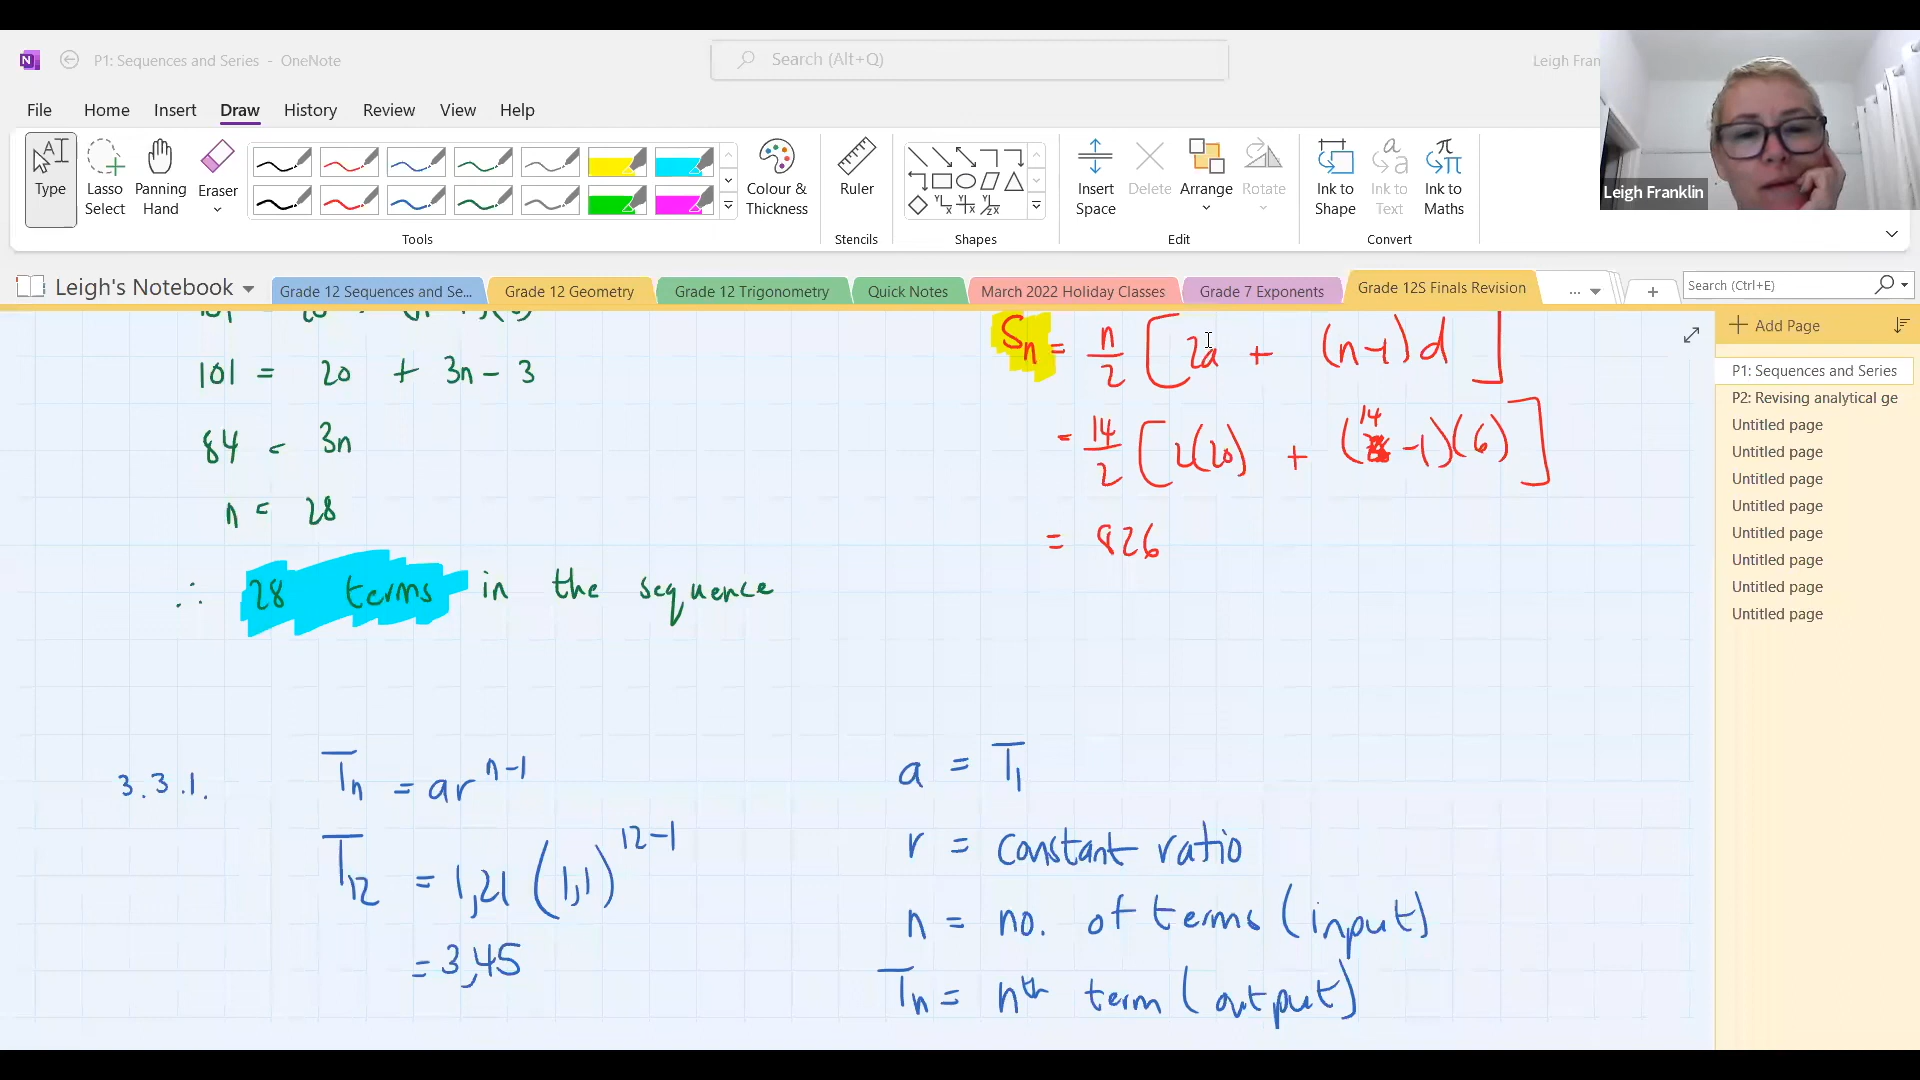 P1: Sequences and Series - OneNote
Search (Alt+Q)
Leigh Fran
File Home Insert Draw History Review View Help
Type
Lasso Select
Panning Hand
Eraser
Colour & Thickness
Ruler
Insert Space
Delete
Arrange
Rotate
Ink to Shape
Ink to Text
Ink to Maths
Tools Stencils Shapes Edit Convert
Leigh Franklin
Leigh's Notebook
Grade 12 Sequences and Se...
Grade 12 Geometry
Grade 12 Trigonometry
Quick Notes
March 2022 Holiday Classes
Grade 7 Exponents
Grade 12S Finals Revision
...
Search (Ctrl+E)
Add Page
P1: Sequences and Series
P2: Revising analytical ge
Untitled page
Untitled page
Untitled page
Untitled page
Untitled page
Untitled page
Untitled page
Untitled page
101 = 20 + 3n - 3
84 = 3n
n = 28
∴ 28 terms in the sequence
Sn = n/2 [2a + (n-1)d]
= 14/2 [2(20) + (14-1)(6)]
= 826
3.3.1. Tn = ar^(n-1)
T12 = 1,21 (1,1)^(12-1)
= 3,45
a = T1
r = constant ratio
n = no. of terms (input)
Tn = nth term (output)